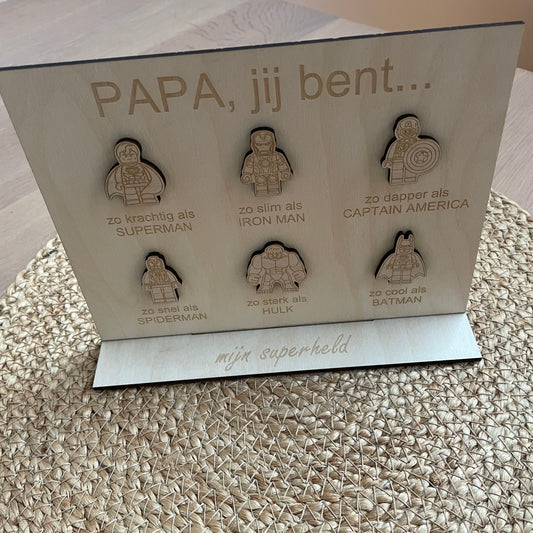 PAPA, jij bent...
zo krachtig als
SUPERMAN
zo slim als
IRON MAN
zo dapper als
CAPTAIN AMERICA
zo snel als
SPIDERMAN
zo sterk als
HULK
zo cool als
BATMAN
mijn superheld